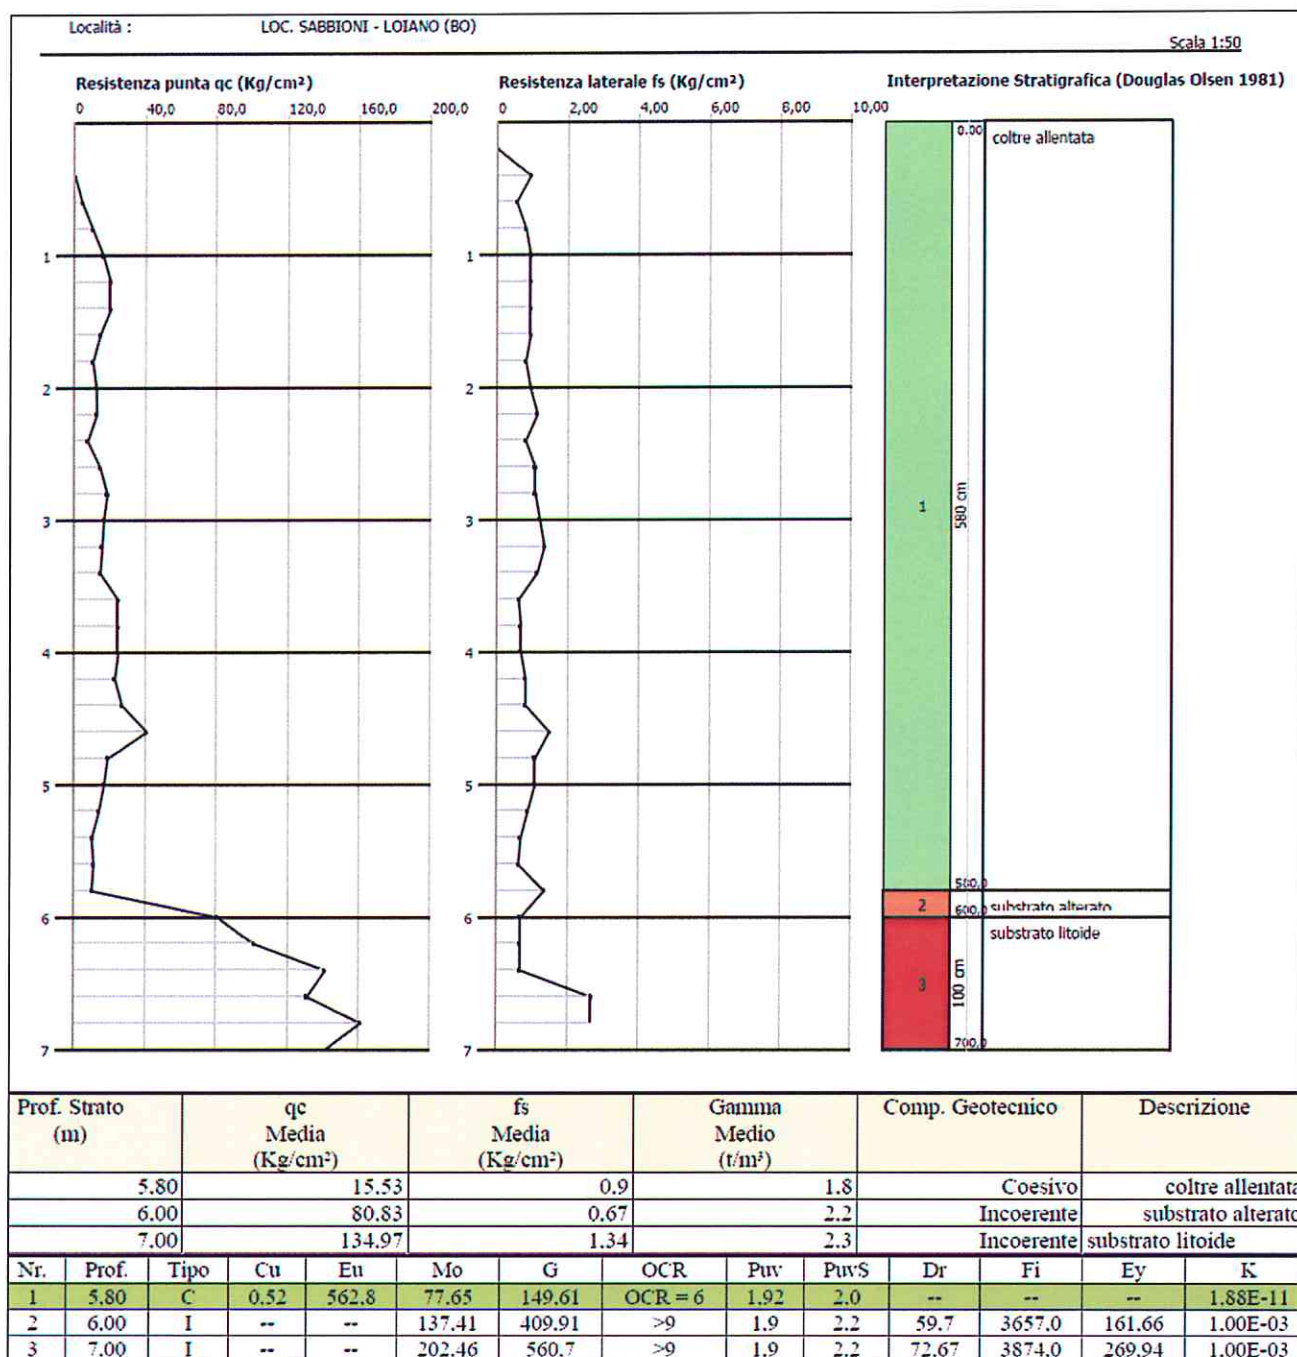 Località : LOC. SABBIONI - LOIANO (BO)
Scala 1:50
Resistenza punta qc (Kg/cm²) Resistenza laterale fs (Kg/cm²) Interpretazione Stratigrafica (Douglas Olsen 1981)
0 40,0 80,0 120,0 160,0 200,0 0 2,00 4,00 6,00 8,00 10,00
0.00 coltre allentata
1 1
2 2
3 3
1 580 cm
4 4
5 5
580,0
2 600,0 substrato alterato
6 6
substrato litoide
3 100 cm
7 7 700,0
Prof. Strato qc fs Gamma Comp. Geotecnico Descrizione
(m) Media Media Medio
(Kg/cm²) (Kg/cm²) (t/m³)
5.80 15.53 0.9 1.8 Coesivo coltre allentata
6.00 80.83 0.67 2.2 Incoerente substrato alterato
7.00 134.97 1.34 2.3 Incoerente substrato litoide
Nr. Prof. Tipo Cu Eu Mo G OCR Puv PuvS Dr Fi Ey K
1 5.80 C 0.52 562.8 77.65 149.61 OCR = 6 1.92 2.0 -- -- -- 1.88E-11
2 6.00 I -- -- 137.41 409.91 >9 1.9 2.2 59.7 3657.0 161.66 1.00E-03
3 7.00 I -- -- 202.46 560.7 >9 1.9 2.2 72.67 3874.0 269.94 1.00E-03